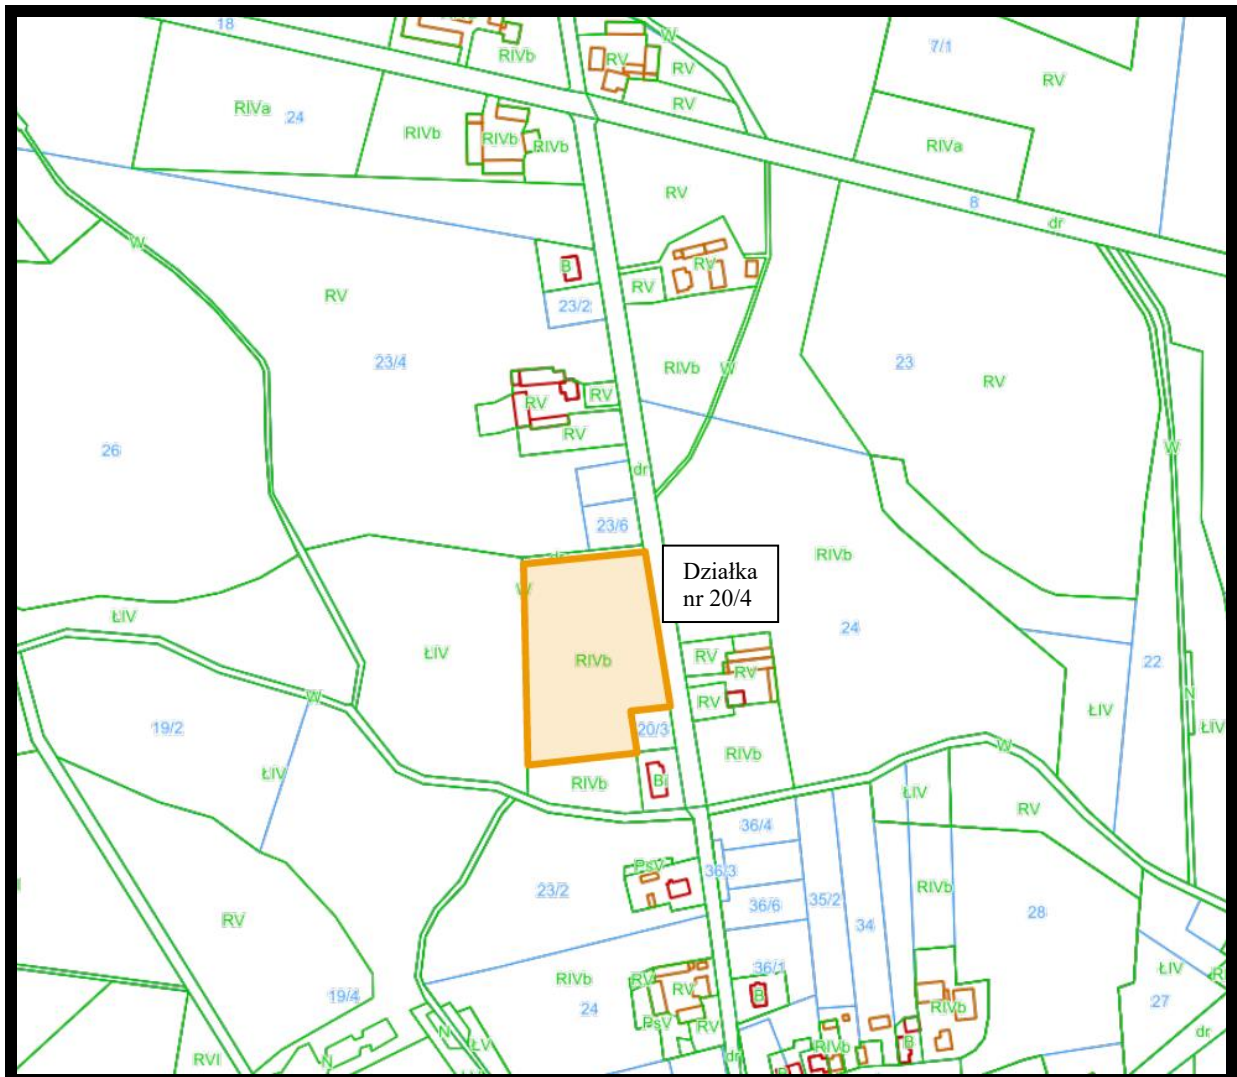 18
RIVb
W
RV
RV
7/1
RV
RIVa
24
RV
RIVb
RIVb
RIVb
RIVa
RV
8
dr
W
B
RV
RV
RV
23/2
23/4
RIVb
W
23
RV
RV
RV
RV
26
W
dr
23/6
RIVb
Działka
nr 20/4
W
ŁIV
24
ŁIV
RIVb
RV
RV
22
W
RV
N
ŁIV
ŁIV
19/2
20/3
W
RIVb
ŁIV
B
RIVb
ŁIV
RV
36/4
PsV
36/3
23/2
RIVb
35/2
36/6
28
RV
34
36/1
ŁIV
RIVb
RV
RV
19/4
B
27
24
RIVb
PsV
RV
N
ŁV
dr
RIVb
B
dr
RVI
N